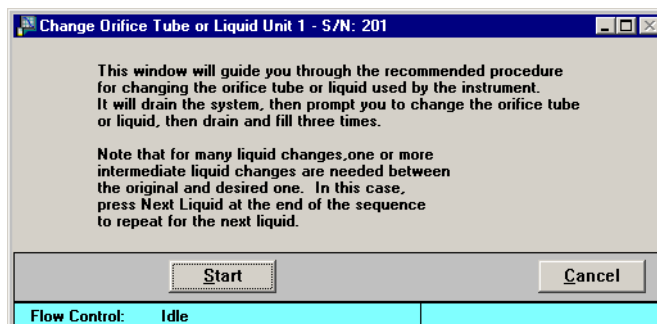 Change Orifice Tube or Liquid Unit 1 - S/N: 201
This window will guide you through the recommended procedure
for changing the orifice tube or liquid used by the instrument.
It will drain the system, then prompt you to change the orifice tube
or liquid, then drain and fill three times.
Note that for many liquid changes,one or more
intermediate liquid changes are needed between
the original and desired one. In this case,
press Next Liquid at the end of the sequence
to repeat for the next liquid.
Start Cancel
Flow Control: Idle